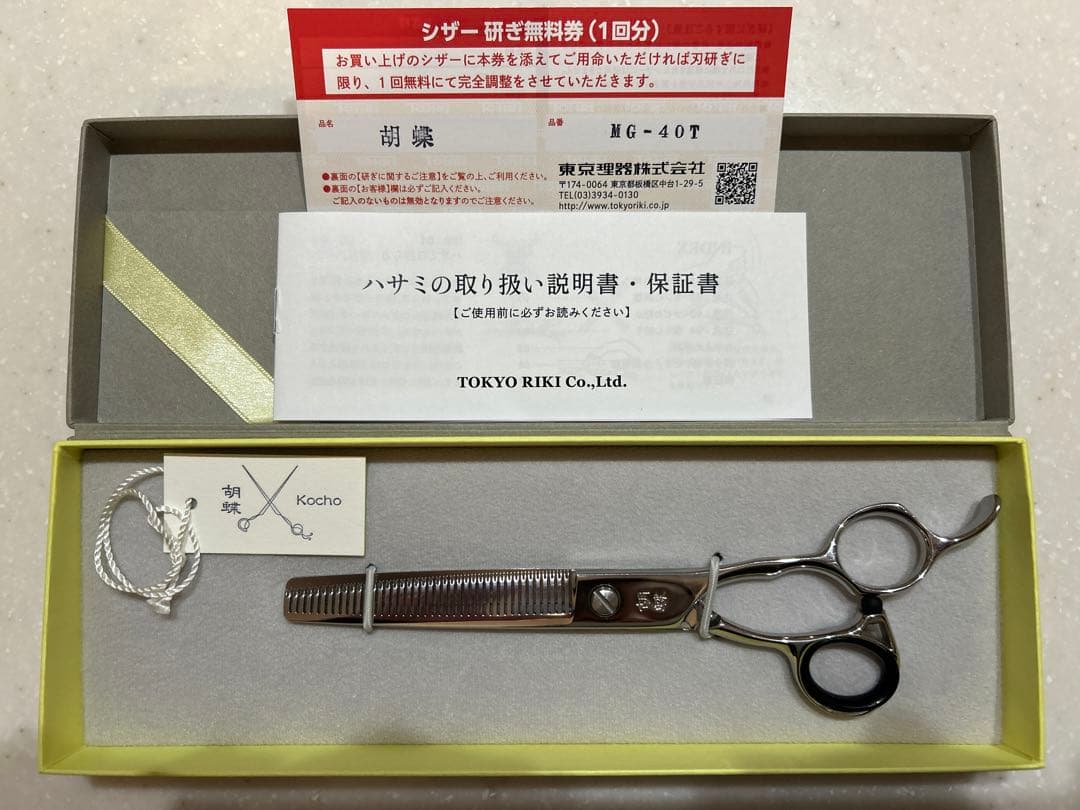 シザー 研ぎ無料券(1回分)
お買い上げのシザーに本券を添えてご用命いただければ刃研ぎに
限り、1回無料にて完全調整をさせていただきます。
品名
胡蝶
品番
MG-40T
●裏面の【研ぎに関するご注意】をご覧の上、ご利用ください。
●裏面の【お客様】欄は必ずご記入ください。
ご記入のないものは無効となりますのでご注意ください。
東京理器株式会社
〒174-0064 東京都板橋区中台1-29-5
TEL(03)3934-0130
http://www.tokyoriki.co.jp
ハサミの取り扱い説明書・保証書
【ご使用前に必ずお読みください】
TOKYO RIKI Co.,Ltd.
胡蝶
Kocho
胡蝶